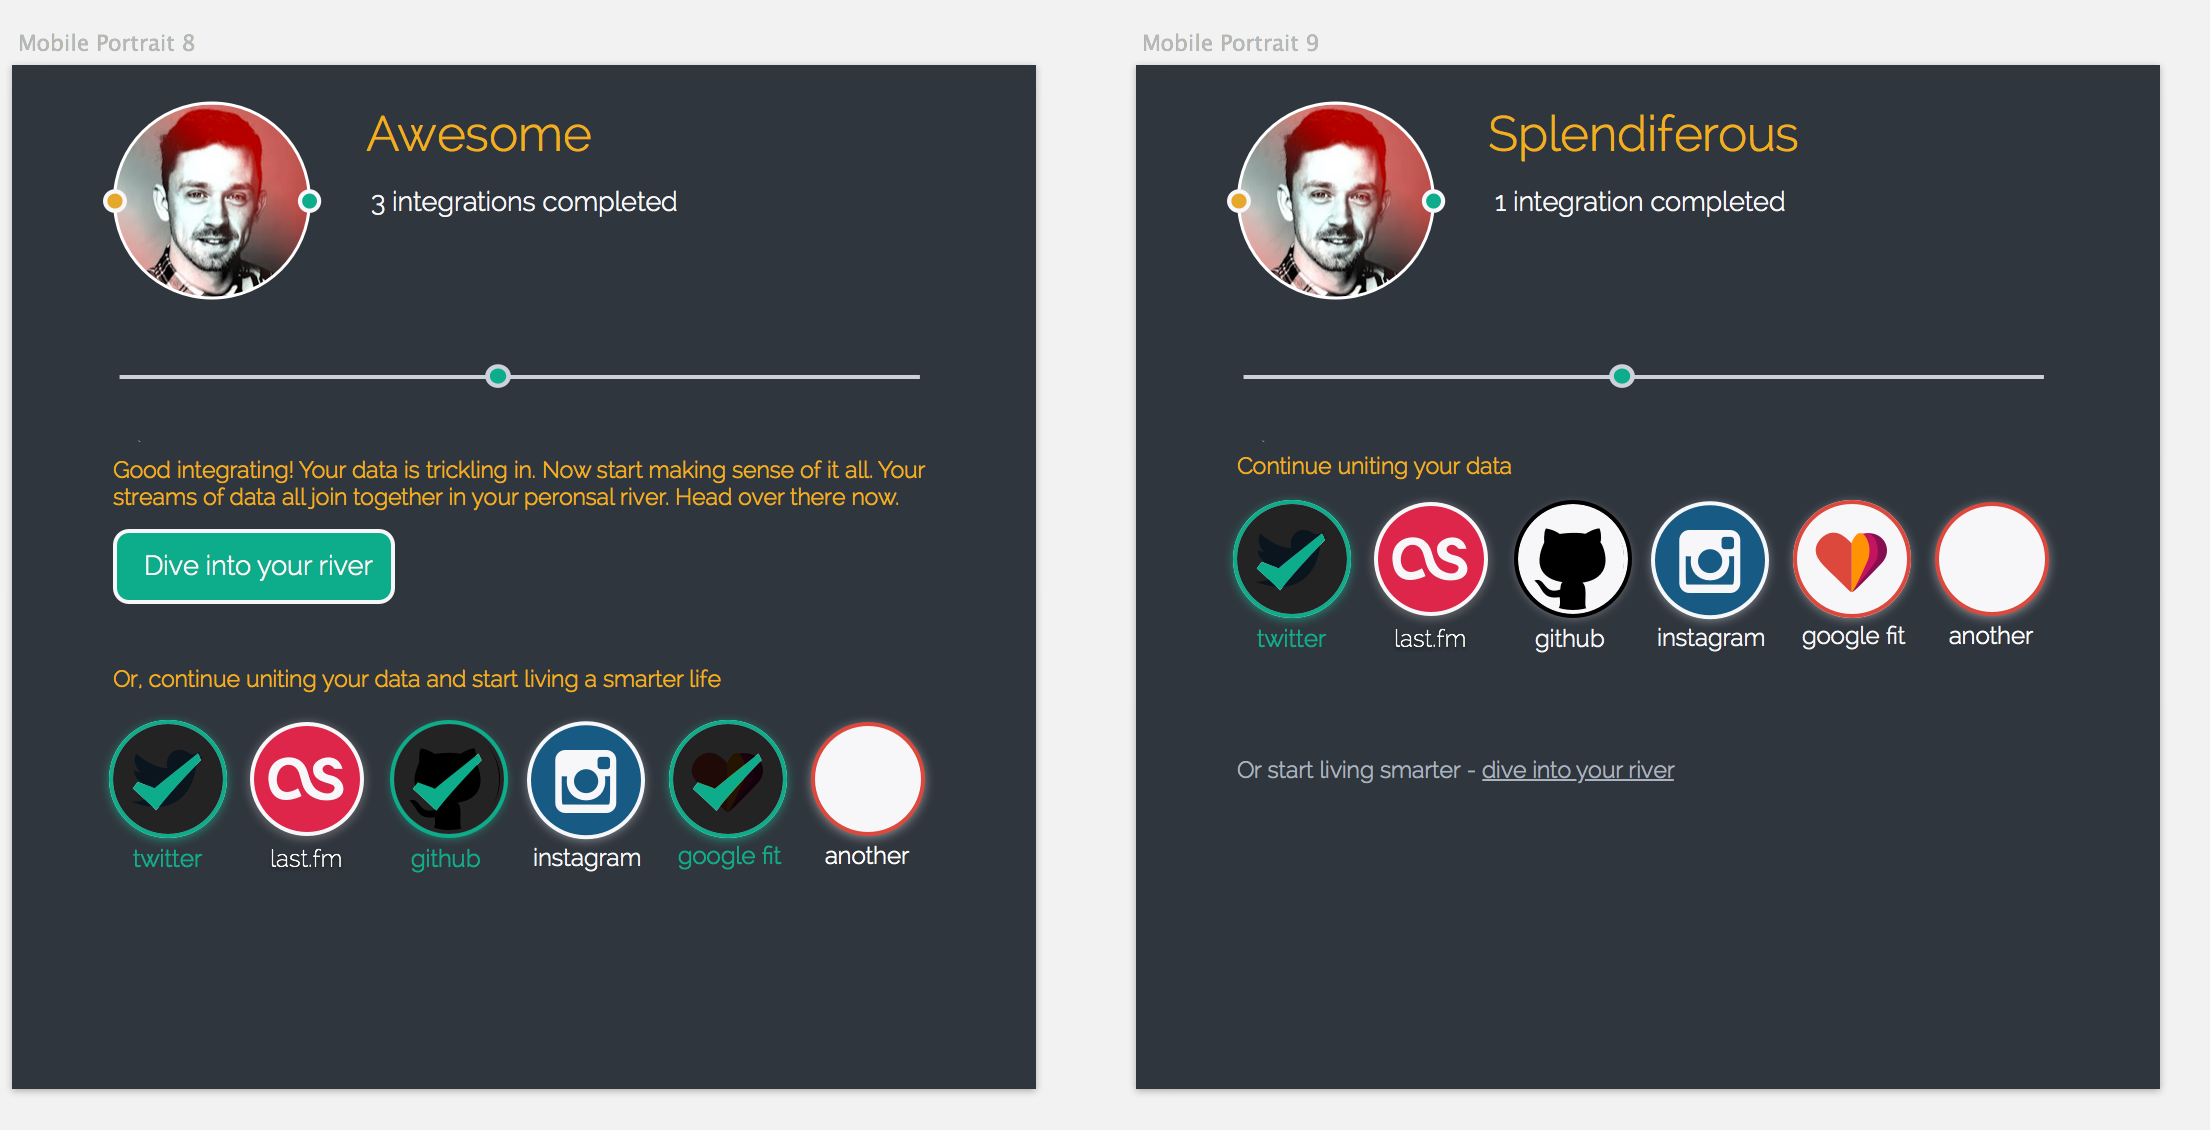 Mobile Portrait 8
Awesome
3 integrations completed
Good integrating! Your data is trickling in. Now start making sense of it all. Your
streams of data all join together in your peronsal river. Head over there now.
Dive into your river
Or, continue uniting your data and start living a smarter life
twitter
last.fm
github
instagram
google fit
another
Mobile Portrait 9
Splendiferous
1 integration completed
Continue uniting your data
twitter
last.fm
github
instagram
google fit
another
Or start living smarter - dive into your river